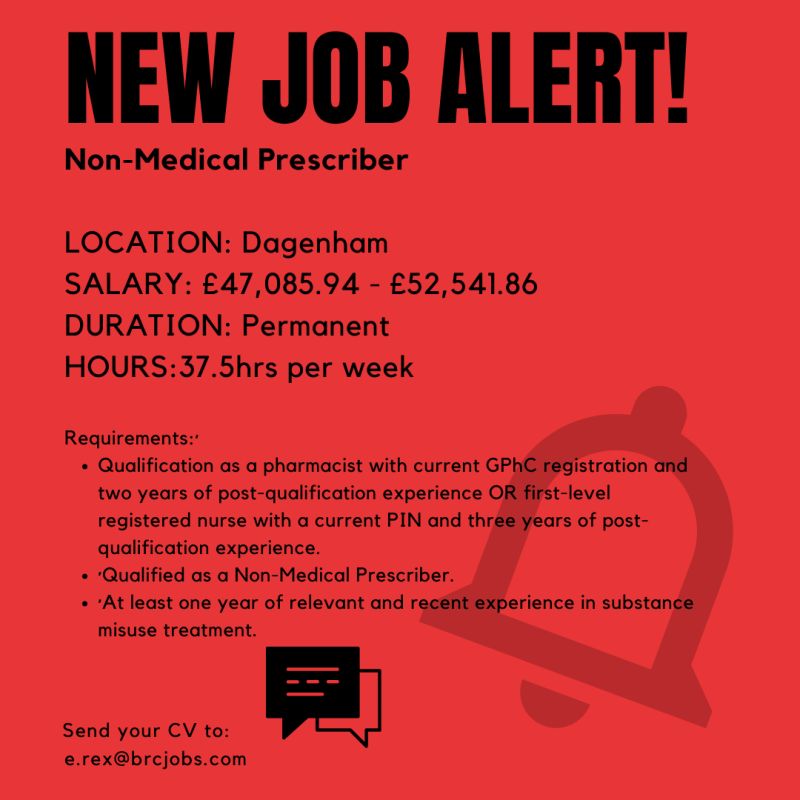 NEW JOB ALERT!
Non-Medical Prescriber
LOCATION: Dagenham
SALARY: £47,085.94 - £52,541.86
DURATION: Permanent
HOURS:37.5hrs per week
Requirements:·
• Qualification as a pharmacist with current GPhC registration and
two years of post-qualification experience OR first-level
registered nurse with a current PIN and three years of post-
qualification experience.
• ·Qualified as a Non-Medical Prescriber.
• ·At least one year of relevant and recent experience in substance
misuse treatment.
Send your CV to:
e.rex@brcjobs.com